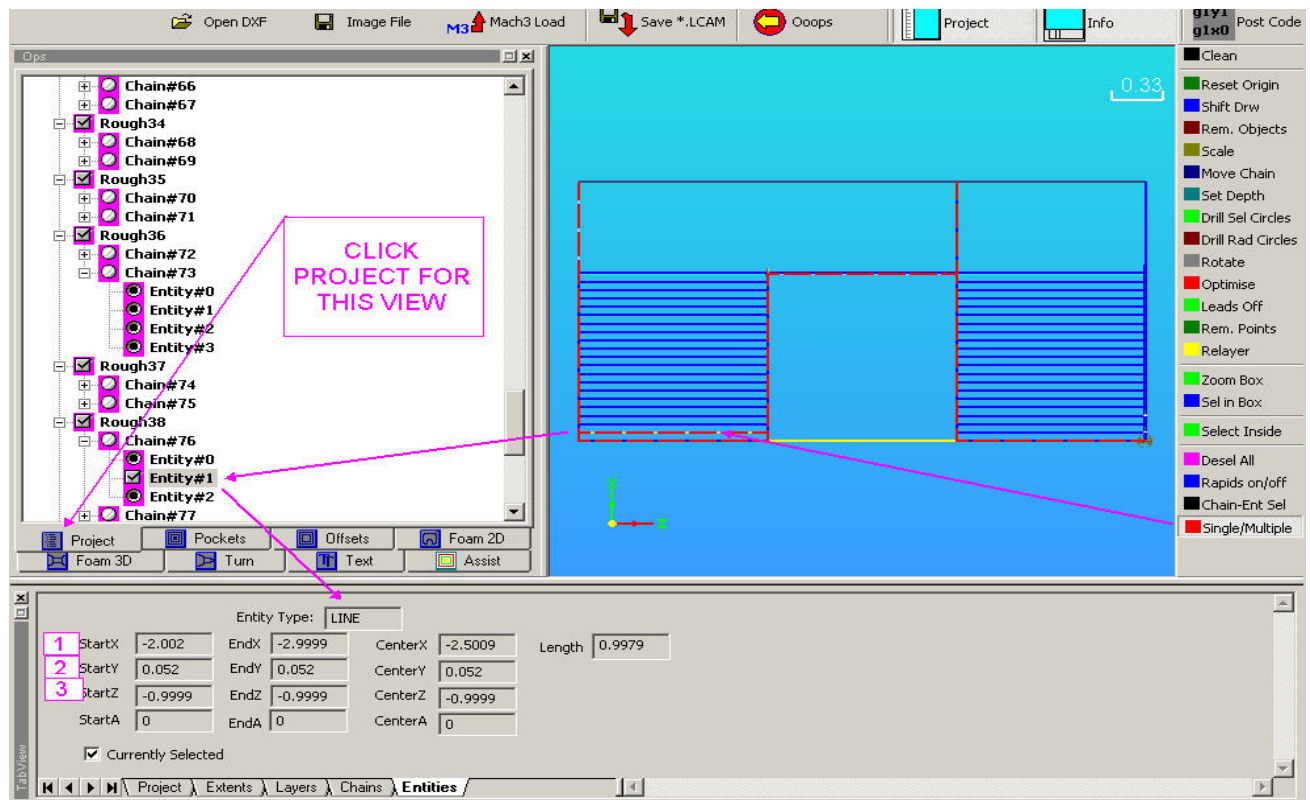 Open DXF
Image File
M3 Mach3 Load
Save *.LCAM
Ooops
Project
Info
g1y1
g1x0
Post Code
Ops
Chain#66
Chain#67
Rough34
Chain#68
Chain#69
Rough35
Chain#70
Chain#71
Rough36
Chain#72
Chain#73
Entity#0
Entity#1
Entity#2
Entity#3
Rough37
Chain#74
Chain#75
Rough38
Chain#76
Entity#0
Entity#1
Entity#2
Chain#77
CLICK
PROJECT FOR
THIS VIEW
Project
Pockets
Offsets
Foam 2D
Foam 3D
Turn
Text
Assist
0.33
Clean
Reset Origin
Shift Drw
Rem. Objects
Scale
Move Chain
Set Depth
Drill Sel Circles
Drill Rad Circles
Rotate
Optimise
Leads Off
Rem. Points
Relayer
Zoom Box
Sel in Box
Select Inside
Desel All
Rapids on/off
Chain-Ent Sel
Single/Multiple
Entity Type: LINE
1 StartX -2.002 EndX -2.9999 CenterX -2.5009 Length 0.9979
2 StartY 0.052 EndY 0.052 CenterY 0.052
3 StartZ -0.9999 EndZ -0.9999 CenterZ -0.9999
StartA 0 EndA 0 CenterA 0
Currently Selected
TabView
Project Extents Layers Chains Entities